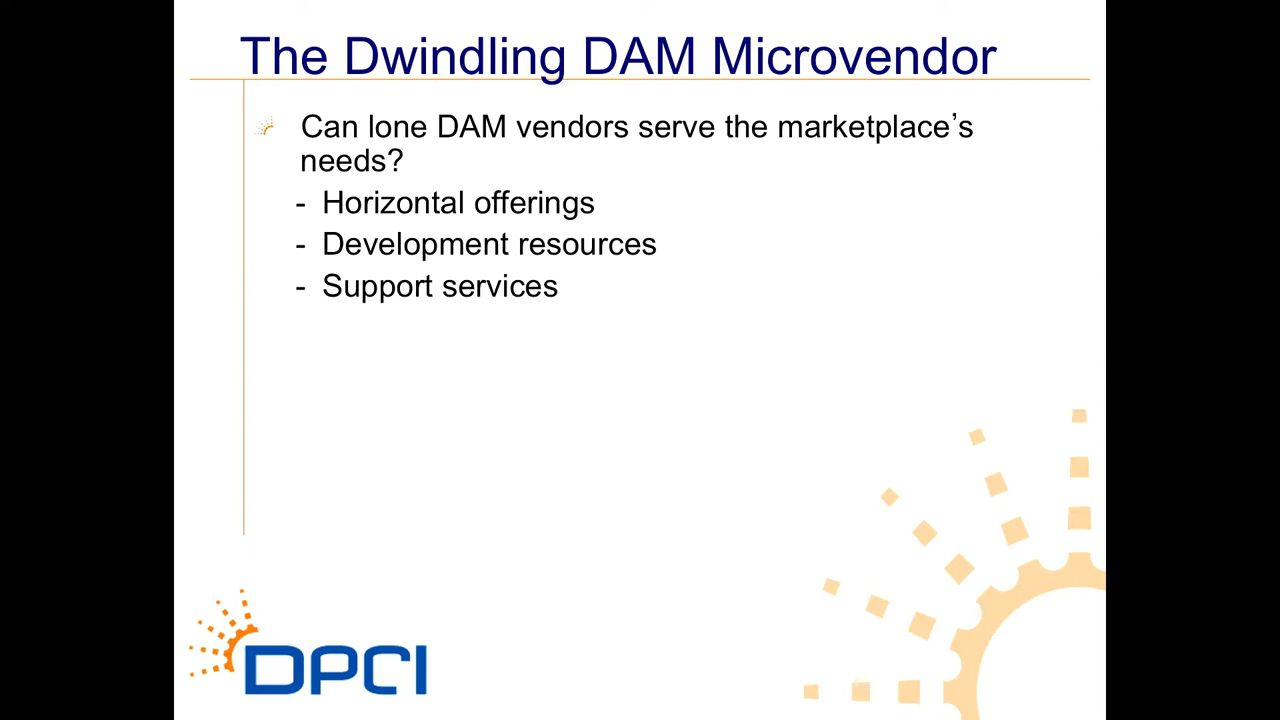 The Dwindling DAM Microvendor
Can lone DAM vendors serve the marketplace’s
needs?
- Horizontal offerings
- Development resources
- Support services
DPCI